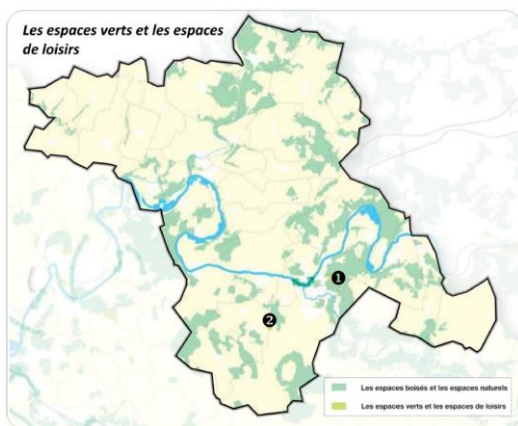 Les espaces verts et les espaces
de loisirs
1
2
Les espaces boisés et les espaces naturels
Les espaces verts et les espaces de loisirs